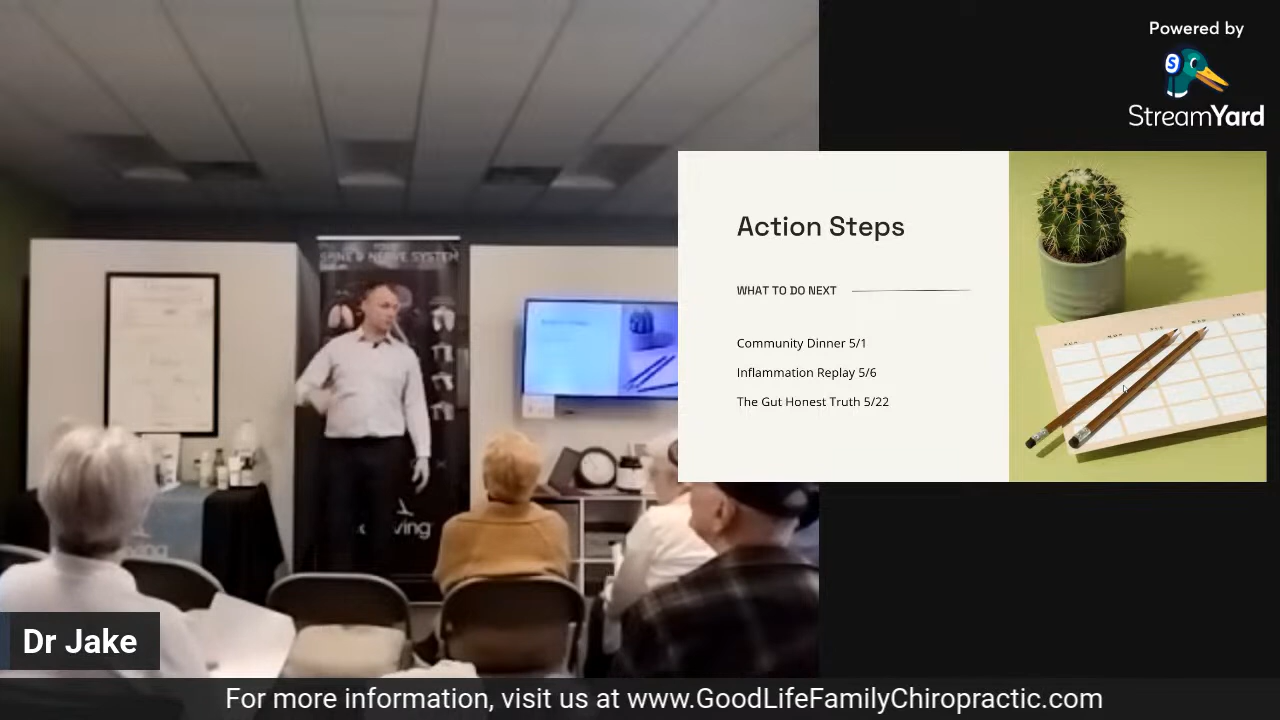 Powered by
S
StreamYard
SPINE & NERVE SYSTEM
Action Steps
WHAT TO DO NEXT
Community Dinner 5/1
Inflammation Replay 5/6
The Gut Honest Truth 5/22
Dr Jake
For more information, visit us at www.GoodLifeFamilyChiropractic.com